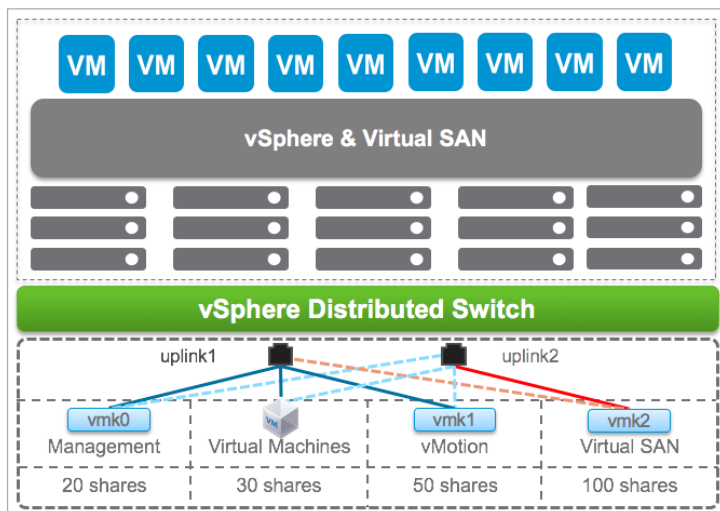 VM VM VM VM VM VM VM VM VM
vSphere & Virtual SAN
vSphere Distributed Switch
uplink1 uplink2
vmk0 VM vmk1 vmk2
Management Virtual Machines vMotion Virtual SAN
20 shares 30 shares 50 shares 100 shares